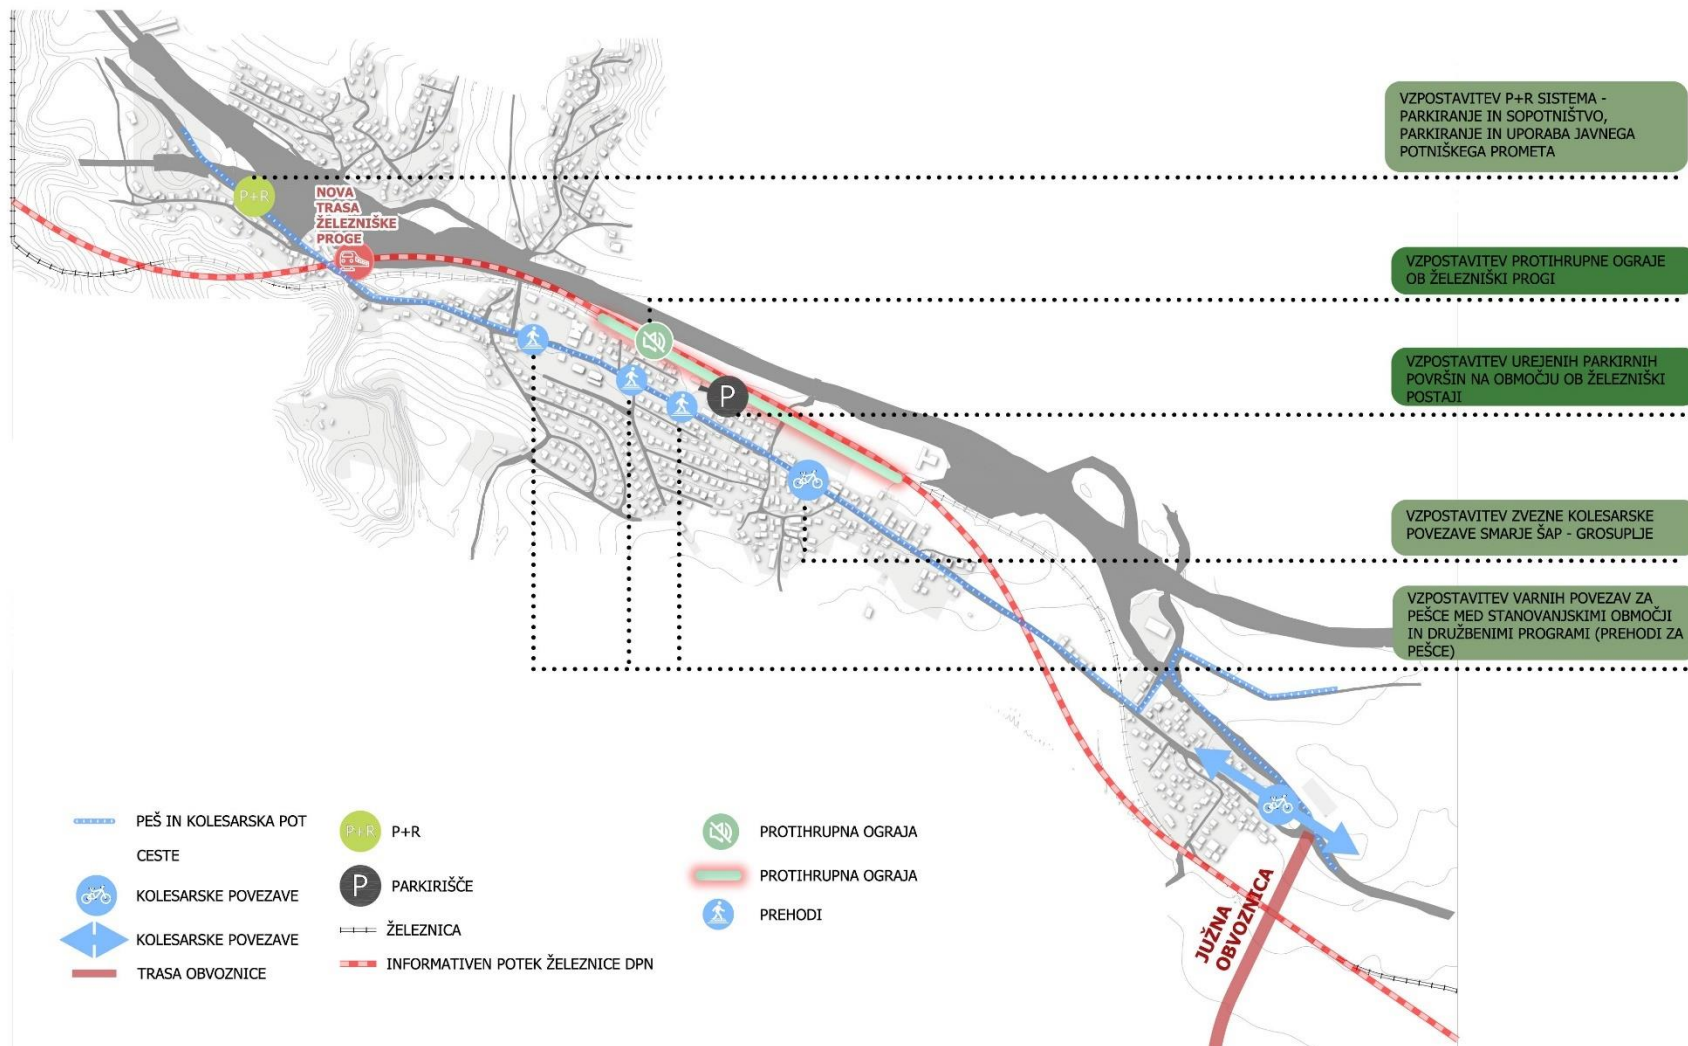 VZPOSTAVITEV P+R SISTEMA -
PARKIRANJE IN SOPOTNIŠTVO,
PARKIRANJE IN UPORABA JAVNEGA
POTNIŠKEGA PROMETA
P+R
NOVA
TRASA
ŽELEZNIŠKE
PROGE
VZPOSTAVITEV PROTIHRUPNE OGRAJE
OB ŽELEZNIŠKI PROGI
VZPOSTAVITEV UREJENIH PARKIRNIH
POVRŠIN NA OBMOČJU OB ŽELEZNIŠKI
POSTAJI
P
VZPOSTAVITEV ZVEZNE KOLESARSKE
POVEZAVE SMARJE ŠAP - GROSUPLJE
VZPOSTAVITEV VARNIH POVEZAV ZA
PEŠCE MED STANOVANJSKIMI OBMOČJI
IN DRUŽBENIMI PROGRAMI (PREHODI ZA
PEŠCE)
JUŽNA
OBVOZNICA
PEŠ IN KOLESARSKA POT
CESTE
KOLESARSKE POVEZAVE
KOLESARSKE POVEZAVE
TRASA OBVOZNICE
P+R P+R
P PARKIRIŠČE
ŽELEZNICA
INFORMATIVEN POTEK ŽELEZNICE DPN
PROTIHRUPNA OGRAJA
PROTIHRUPNA OGRAJA
PREHODI